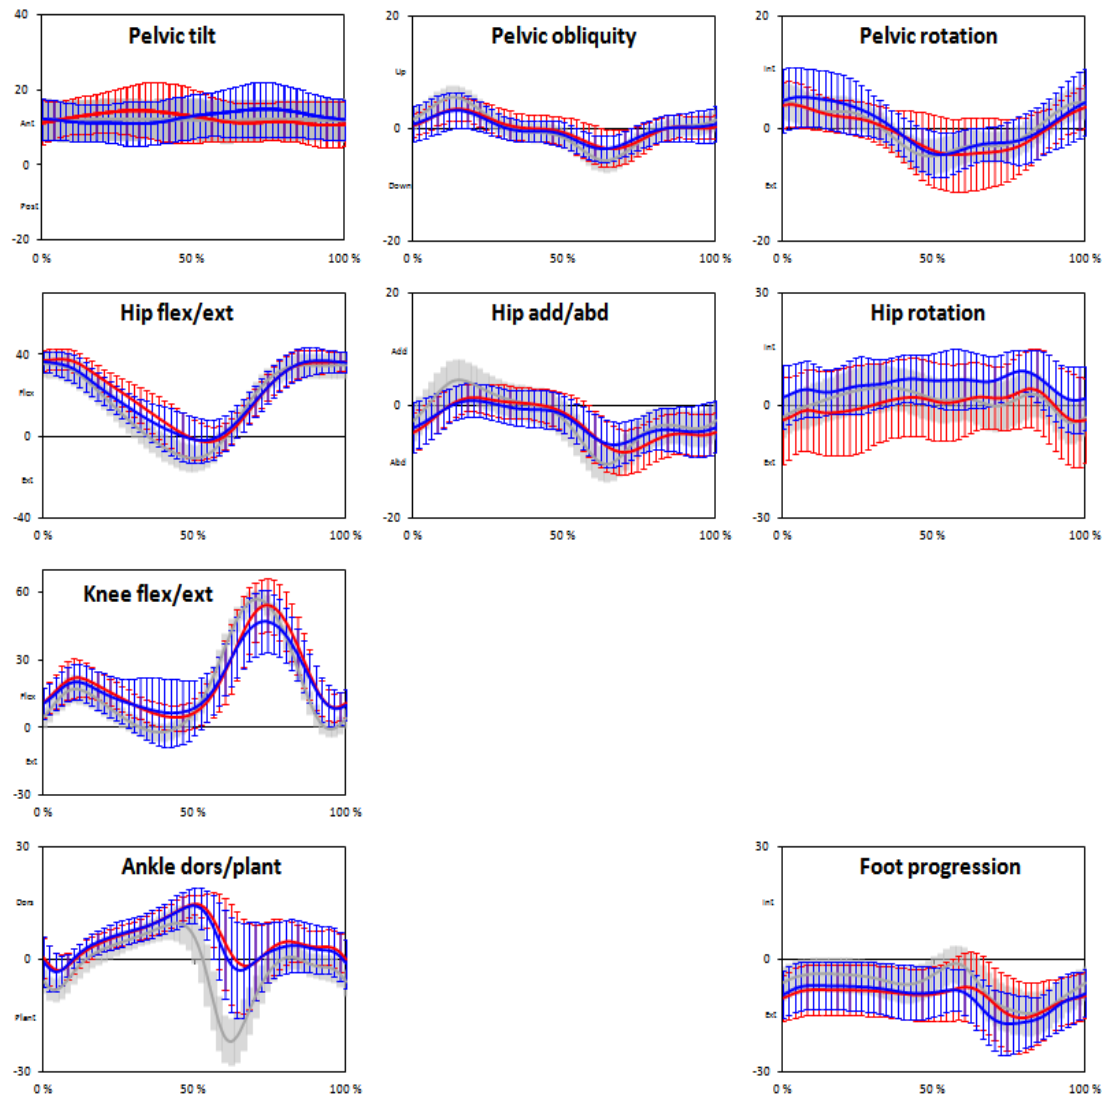 40
Pelvic tilt
20
Ant
0
Post
-20
0 %
50 %
100 %
20
Pelvic obliquity
Up
0
Down
-20
0 %
50 %
100 %
20
Pelvic rotation
Int
0
Ext
-20
0 %
50 %
100 %
Hip flex/ext
40
Flex
0
Ext
-40
0 %
50 %
100 %
20
Hip add/abd
Add
0
Abd
-20
0 %
50 %
100 %
30
Hip rotation
Int
0
Ext
-30
0 %
50 %
100 %
60
Knee flex/ext
30
Flex
0
Ext
-30
0 %
50 %
100 %
30
Ankle dors/plant
Dors
0
Plant
-30
0 %
50 %
100 %
30
Foot progression
Int
0
Ext
-30
0 %
50 %
100 %